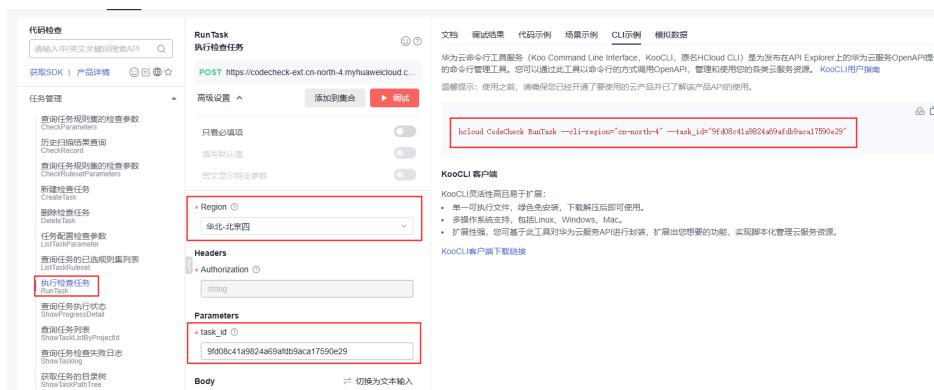 代码检查
请输入中/英文关键词搜索API
获取SDK | 产品详情
任务管理
查询任务规则集的检查参数
CheckParameters
历史扫描结果查询
CheckRecord
查询任务规则集的检查参数
CheckRulesetParameters
新建检查任务
CreateTask
删除检查任务
DeleteTask
任务配置检查参数
ListTaskParameter
查询任务的已选规则集列表
ListTaskRuleset
执行检查任务
RunTask
查询任务执行状态
ShowProgressDetail
查询任务列表
ShowTaskListByProjectId
查询任务检查失败日志
ShowTasklog
获取任务的目录树
ShowTaskPathTree
RunTask
执行检查任务
POST https://codecheck-ext.cn-north-4.myhuaweicloud.c...
高级设置
添加到集合
调试
只看必填项
填写默认值
密文显示特定参数
* Region
华北-北京四
Headers
* Authorization
string
Parameters
* task_id
9fd08c41a9824a69afdb9aca17590e29
Body
切换为文本输入
文档 调试结果 代码示例 场景示例 CLI示例 模拟数据
华为云命令行工具服务（Koo Command Line Interface，KooCLI，原名HCloud CLI）是为发布在API Explorer上的华为云服务OpenAPI提
的命令行管理工具。您可以通过此工具以命令行的方式调用OpenAPI，管理和使用您的各类云服务资源。 KooCLI用户指南
温馨提示：使用之前，请确保您已经开通了要使用的云产品并已了解该产品API的使用。
hcloud CodeCheck RunTask --cli-region="cn-north-4" --task_id="9fd08c41a9824a69afdb9aca17590e29"
KooCLI 客户端
KooCLI灵活性高且易于扩展：
• 单一可执行文件，绿色免安装，下载解压后即可使用。
• 多操作系统支持，包括Linux、Windows、Mac。
• 扩展性强，您可基于此工具对华为云服务API进行封装，扩展出您想要的功能，实现脚本化管理云服务资源。
KooCLI客户端下载链接